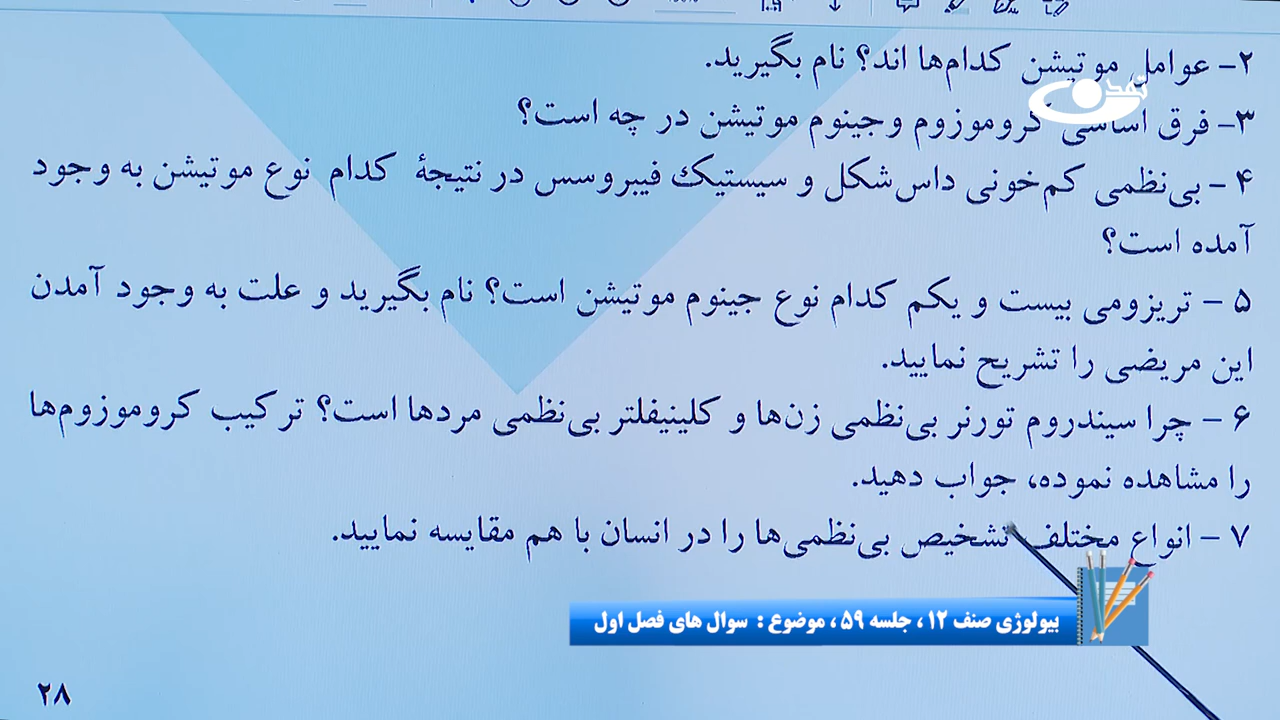 ۲- عوامل موتیشن کدام‌ها اند؟ نام بگیرید.
تمدن
۳- فرق اساسی کروموزوم وجینوم موتیشن در چه است؟
۴ - بی‌نظمی کم‌خونی داس‌شکل و سیستیک فیبروسس در نتیجهٔ کدام نوع موتیشن به وجود
آمده است؟
۵ - تریزومی بیست و یکم کدام نوع جینوم موتیشن است؟ نام بگیرید و علت به وجود آمدن
این مریضی را تشریح نمایید.
۶ - چرا سیندروم تورنر بی‌نظمی زن‌ها و کلینیفلتر بی‌نظمی مردها است؟ ترکیب کروموزوم‌ها
را مشاهده نموده، جواب دهید.
۷ - انواع مختلف تشخیص بی‌نظمی‌ها را در انسان با هم مقایسه نمایید.
بیولوژی صنف ۱۲ ، جلسه ۵۹ ، موضوع : سوال های فصل اول
۲۸